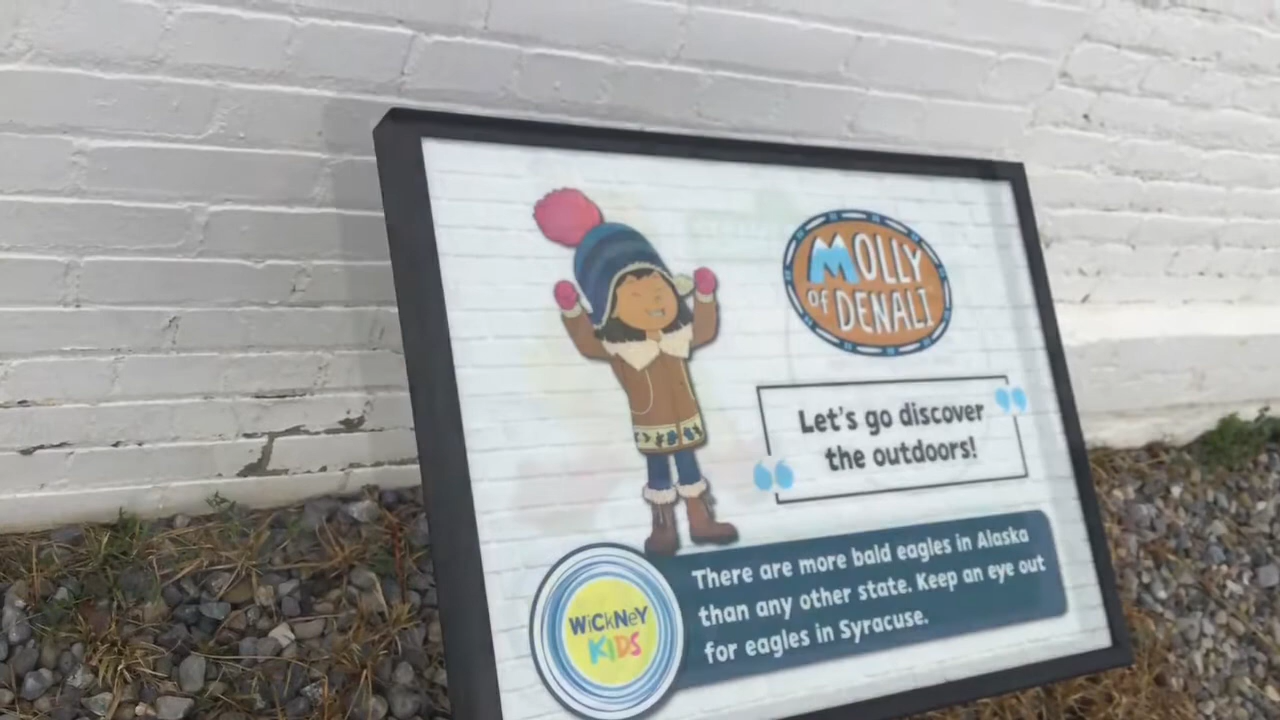 MOLLY
OF DENALI
Let's go discover
the outdoors!
There are more bald eagles in Alaska
than any other state. Keep an eye out
for eagles in Syracuse.
WiCkNeY
KiDS